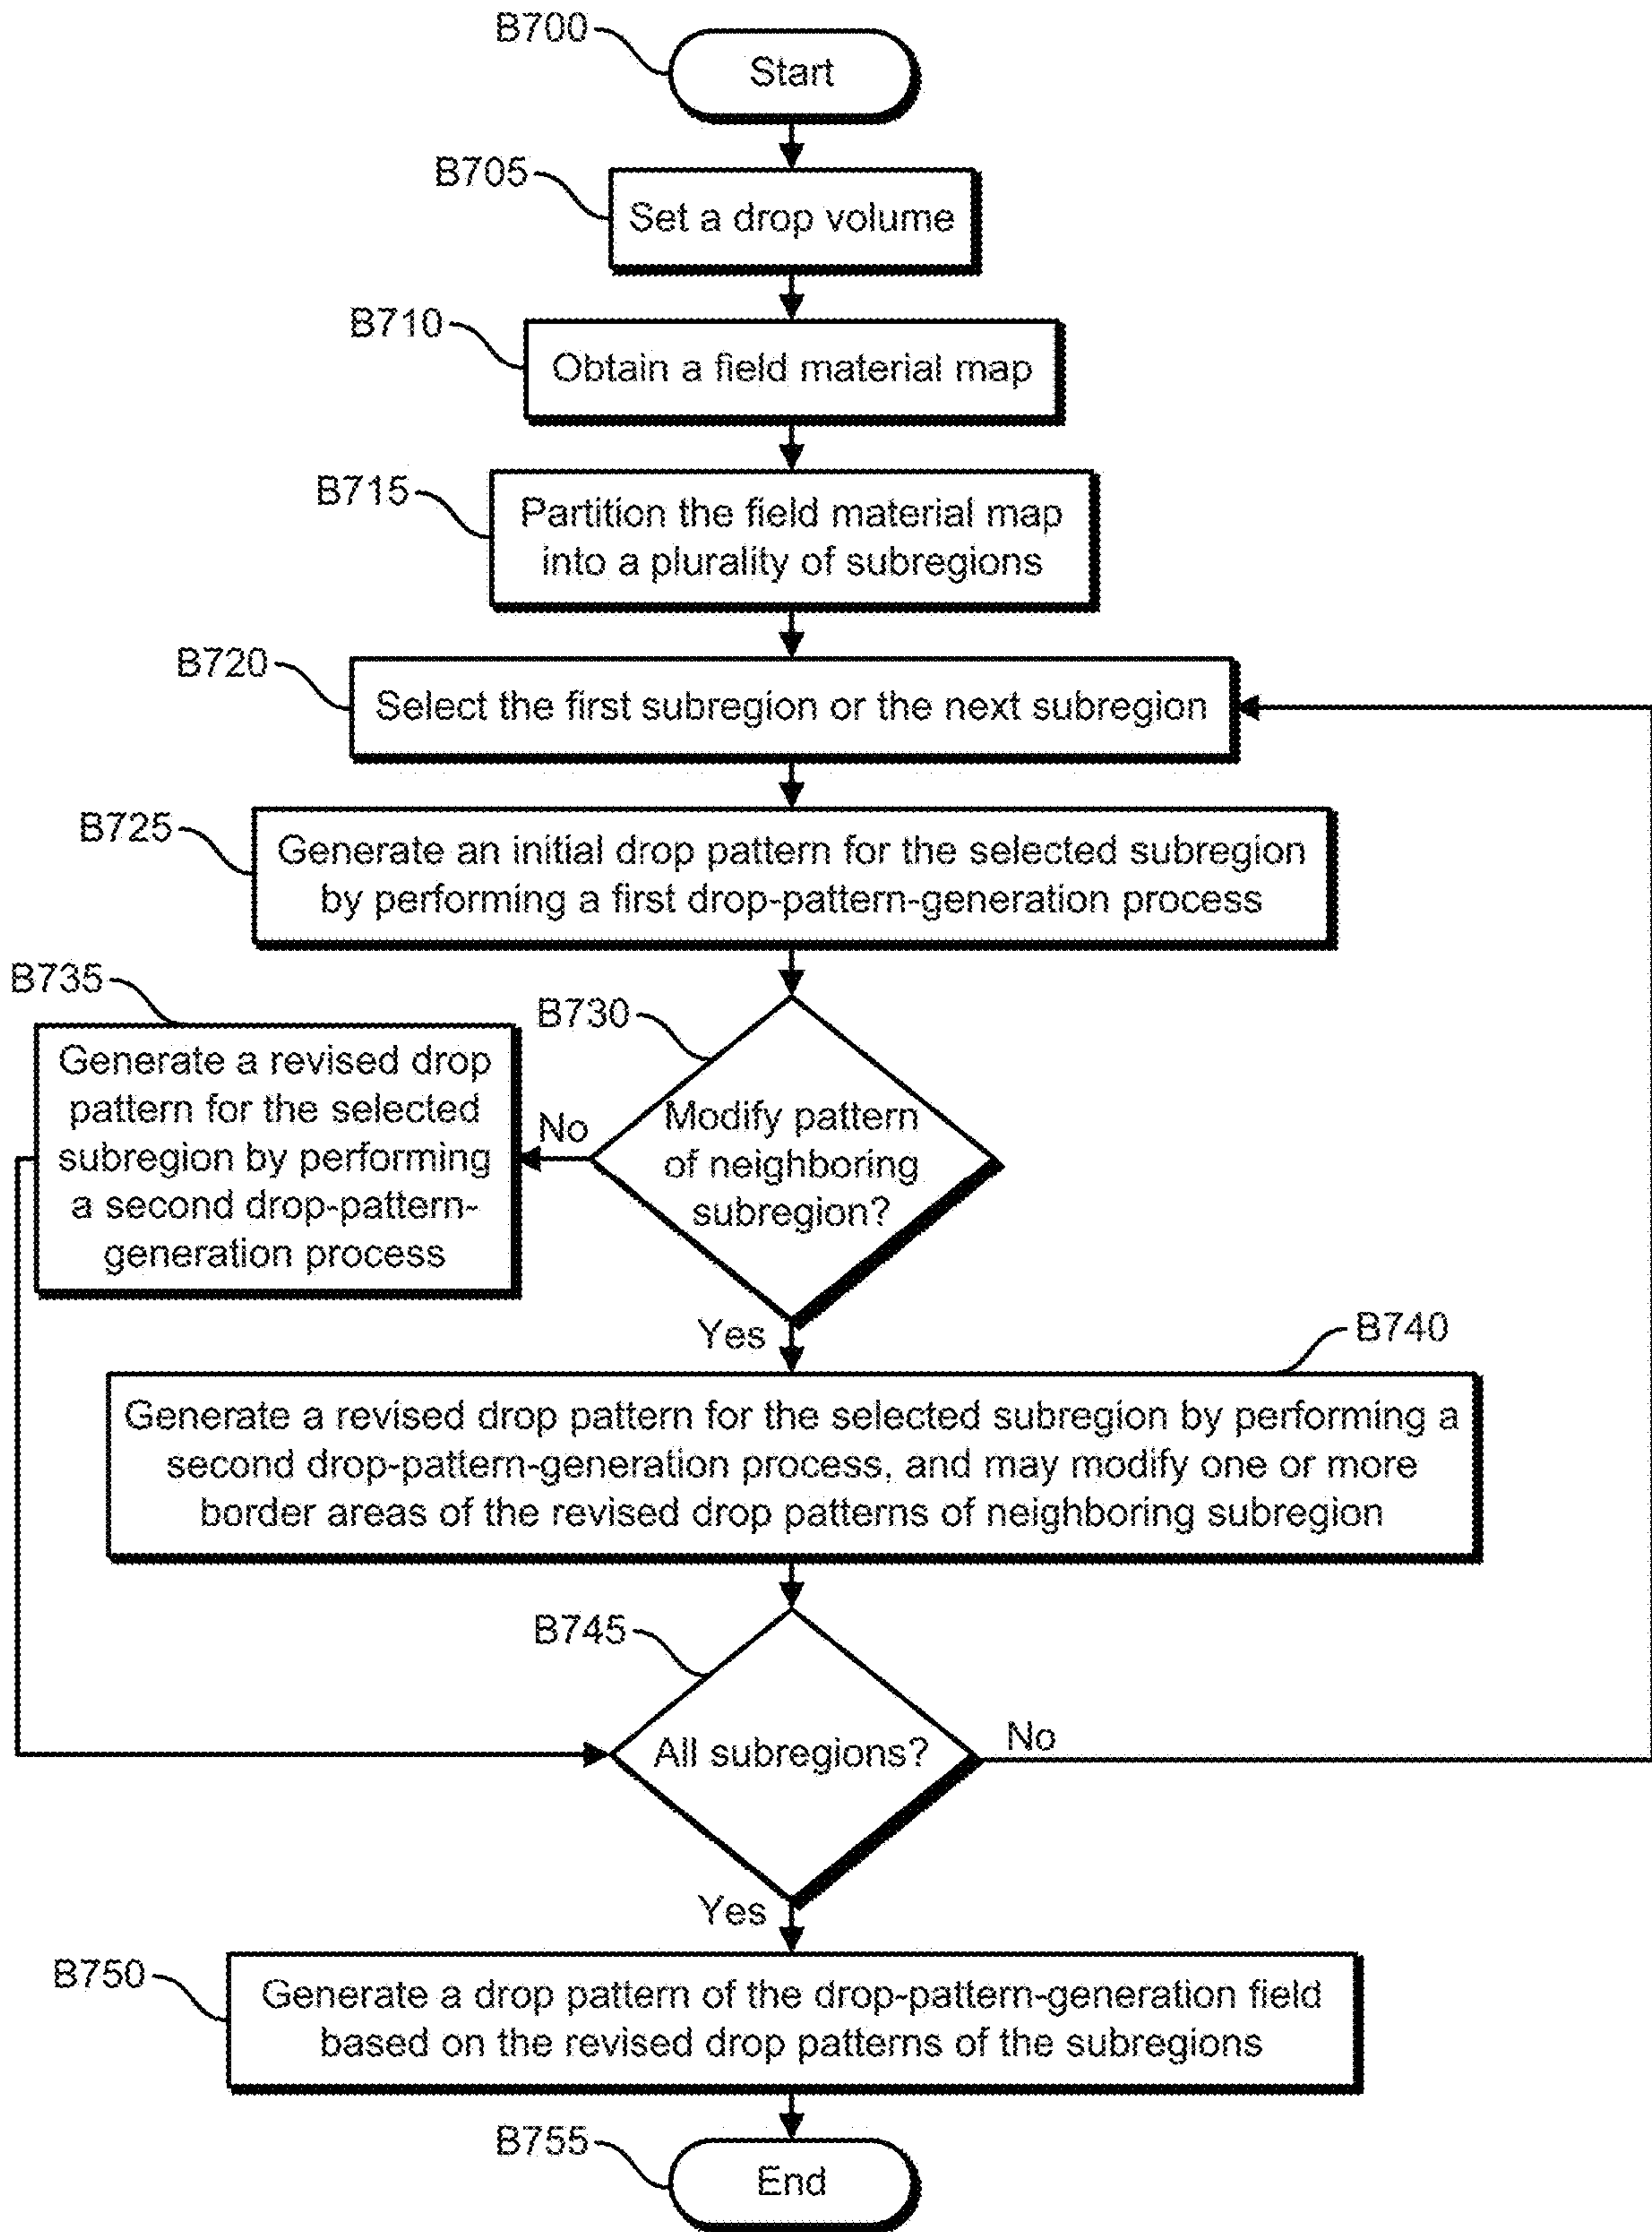 B700
Start
B705
Set a drop volume
B710
Obtain a field material map
B715
Partition the field material map
into a plurality of subregions
B720
Select the first subregion or the next subregion
B725
Generate an initial drop pattern for the selected subregion
by performing a first drop-pattern-generation process
B735
Generate a revised drop
pattern for the selected
subregion by performing
a second drop-pattern-
generation process
B730
No
Modify pattern
of neighboring
subregion?
Yes
B740
Generate a revised drop pattern for the selected subregion by performing a
second drop-pattern-generation process, and may modify one or more
border areas of the revised drop patterns of neighboring subregion
B745
All subregions?
No
Yes
B750
Generate a drop pattern of the drop-pattern-generation field
based on the revised drop patterns of the subregions
B755
End